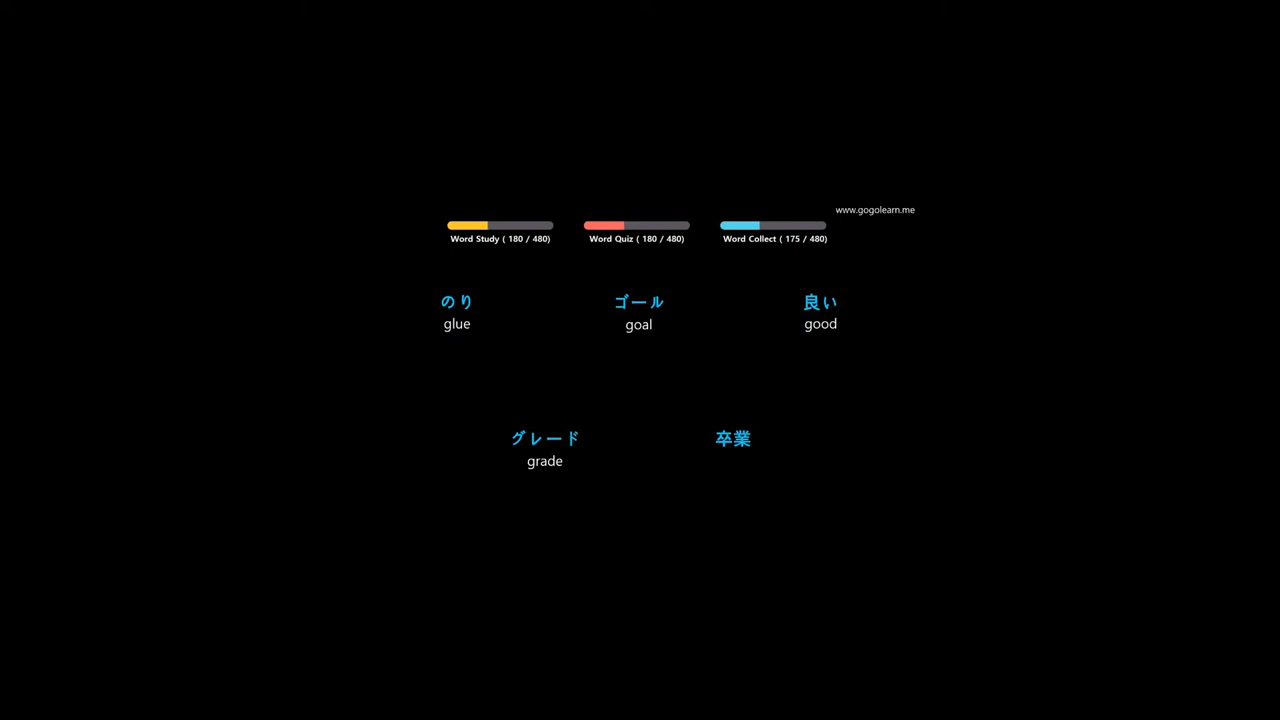 www.gogolearn.me
Word Study ( 180 / 480)
Word Quiz ( 180 / 480)
Word Collect ( 175 / 480)
のり
glue
ゴール
goal
良い
good
グレード
grade
卒業